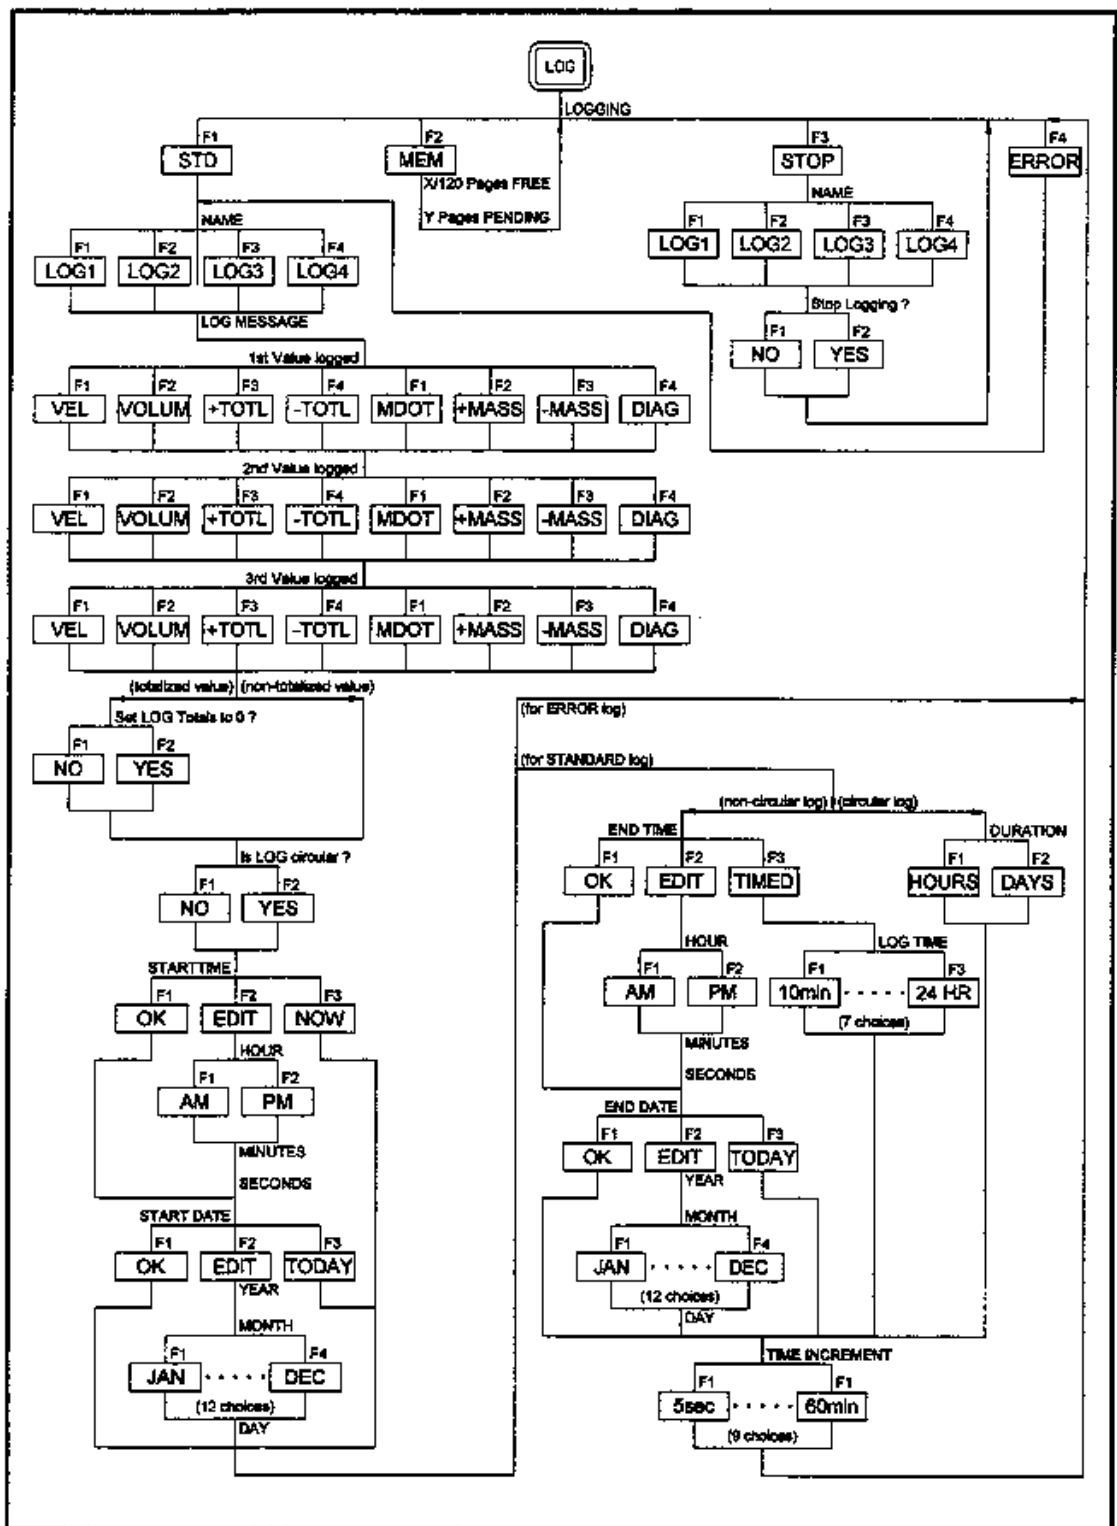 LOG
LOGGING
F1 F2 F3 F4
STD MEM STOP ERROR
X/120 Pages FREE
Y Pages PENDING
NAME
F1 F2 F3 F4
LOG1 LOG2 LOG3 LOG4
LOG MESSAGE
NAME
F1 F2 F3 F4
LOG1 LOG2 LOG3 LOG4
Stop Logging ?
F1 F2
NO YES
1st Value logged
F1 F2 F3 F4 F1 F2 F3 F4
VEL VOLUM +TOTL -TOTL MDOT +MASS -MASS DIAG
2nd Value logged
F1 F2 F3 F4 F1 F2 F3 F4
VEL VOLUM +TOTL -TOTL MDOT +MASS -MASS DIAG
3rd Value logged
F1 F2 F3 F4 F1 F2 F3 F4
VEL VOLUM +TOTL -TOTL MDOT +MASS -MASS DIAG
(totalized value) (non-totalized value)
Set LOG Totals to 0 ?
F1 F2
NO YES
Is LOG circular ?
F1 F2
NO YES
STARTTIME
F1 F2 F3
OK EDIT NOW
HOUR
F1 F2
AM PM
MINUTES
SECONDS
START DATE
F1 F2 F3
OK EDIT TODAY
YEAR
MONTH
F1 F4
JAN ..... DEC
(12 choices)
DAY
(for ERROR log)
(for STANDARD log)
(non-circular log) (circular log)
END TIME
F1 F2 F3
OK EDIT TIMED
DURATION
F1 F2
HOURS DAYS
HOUR
F1 F2
AM PM
MINUTES
SECONDS
LOG TIME
F1 F3
10min ..... 24 HR
(7 choices)
END DATE
F1 F2 F3
OK EDIT TODAY
YEAR
MONTH
F1 F4
JAN ..... DEC
(12 choices)
DAY
TIME INCREMENT
F1 F1
5sec ..... 60min
(9 choices)